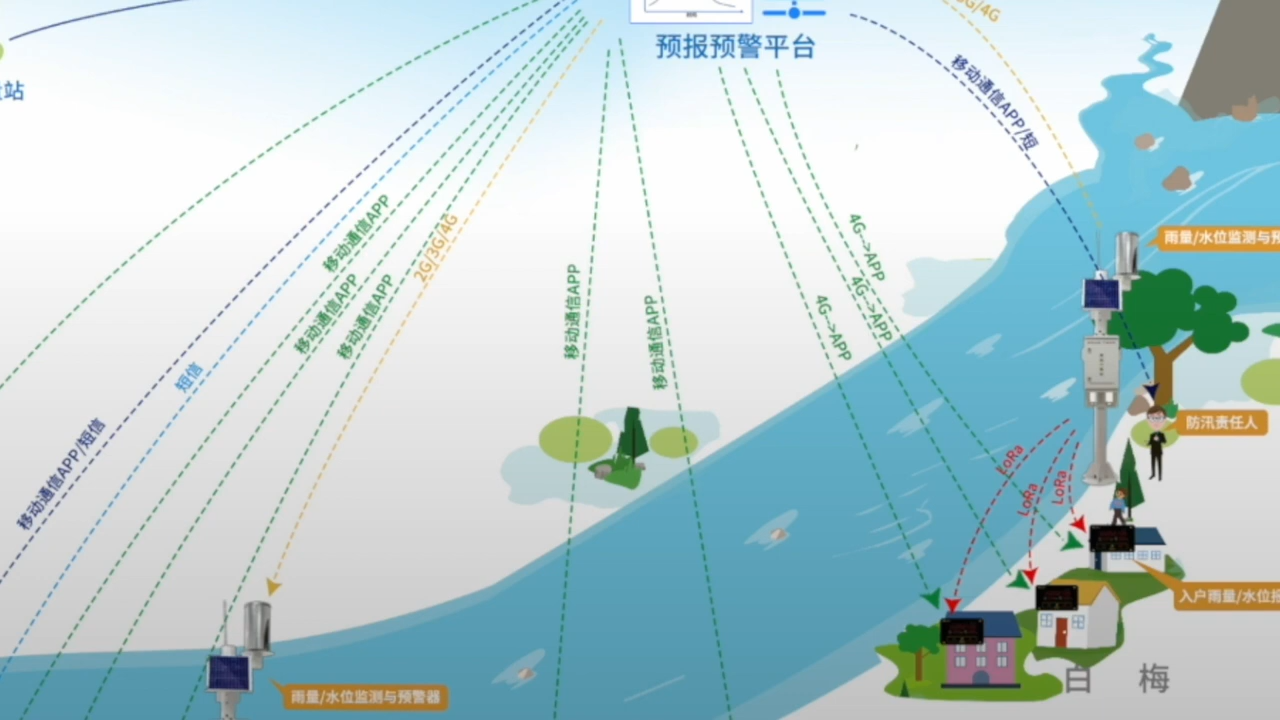 3G/4G
预报预警平台
站
移动通信APP/短
移动通信APP
2G/3G/4G
4G-->APP
雨量/水位监测与预
移动通信APP
移动通信APP
移动通信APP
移动通信APP
4G-->APP
4G-->APP
短信
移动通信APP/短信
防汛责任人
LoRa
LoRa
LoRa
入户雨量/水位报
白 梅
雨量/水位监测与预警器